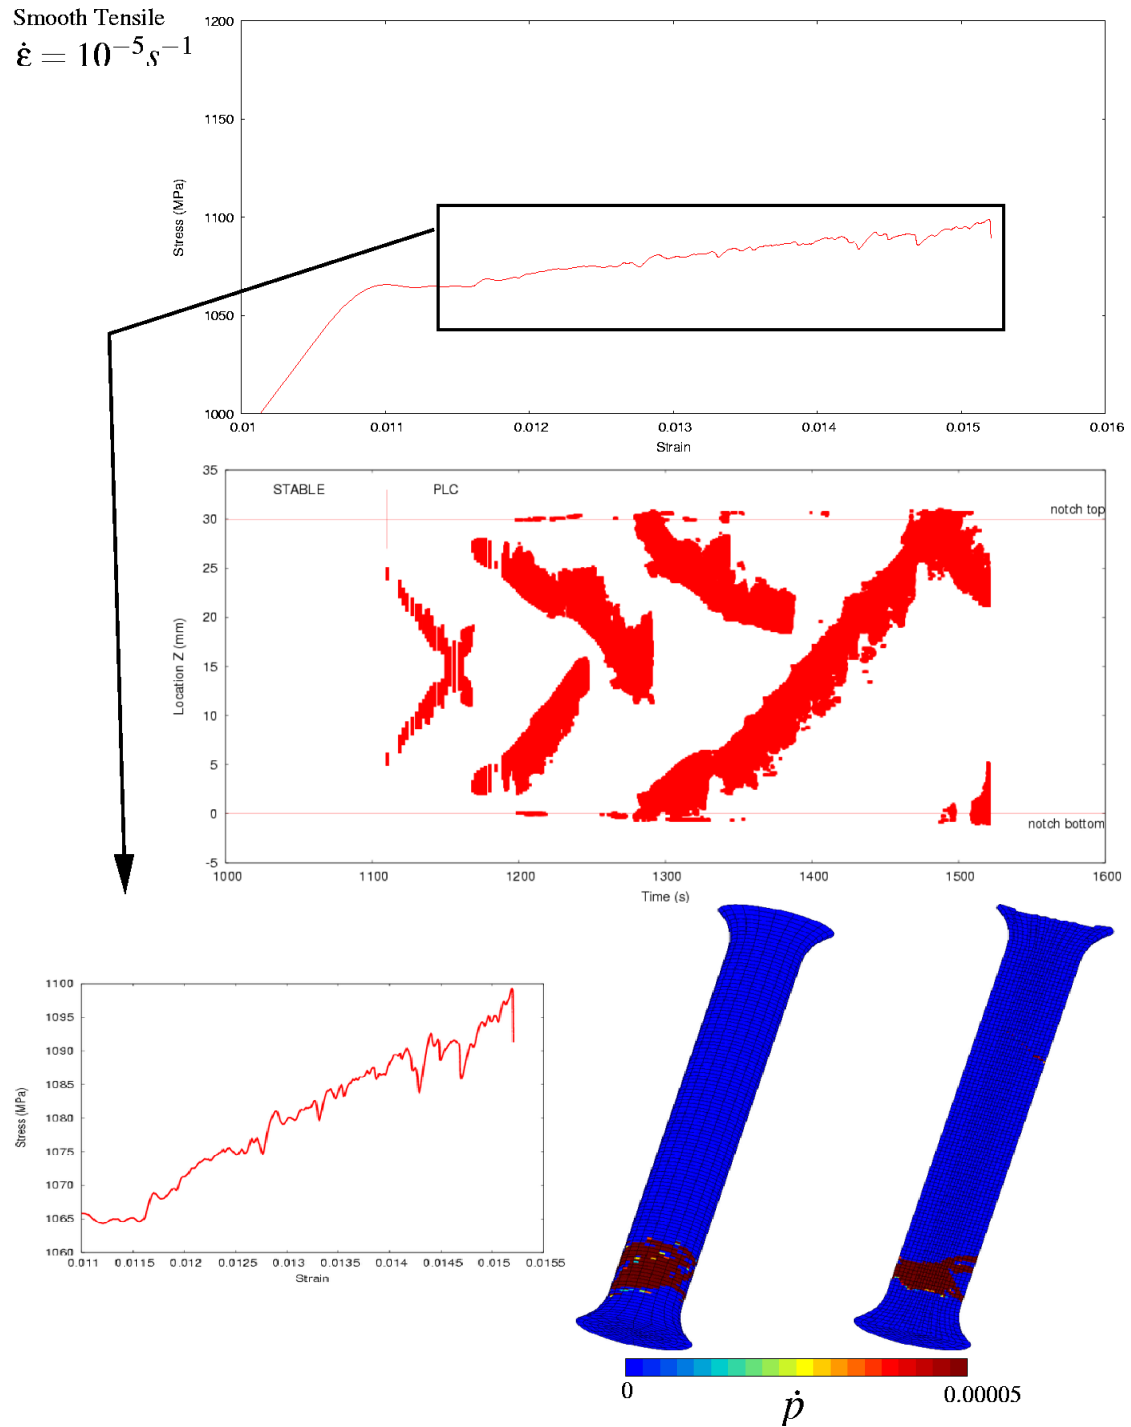 Smooth Tensile
ε̇ = 10⁻⁵s⁻¹
1200
1150
1100
1050
1000
Stress (MPa)
0.01 0.011 0.012 0.013 0.014 0.015 0.016
Strain
35
30
25
20
15
10
5
0
-5
Location Z (mm)
STABLE PLC
notch top
notch bottom
1000 1100 1200 1300 1400 1500 1600
Time (s)
1100
1095
1090
1085
1080
1075
1070
1065
1060
Stress (MPa)
0.011 0.0115 0.012 0.0125 0.013 0.0135 0.014 0.0145 0.015 0.0155
Strain
0 0.00005
ṗ